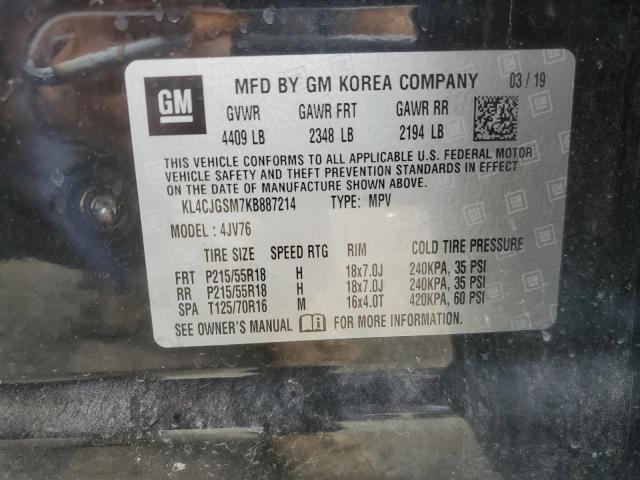 GM MFD BY GM KOREA COMPANY 03 / 19
GVWR GAWR FRT GAWR RR
4409 LB 2348 LB 2194 LB
THIS VEHICLE CONFORMS TO ALL APPLICABLE U.S. FEDERAL MOTOR
VEHICLE SAFETY AND THEFT PREVENTION STANDARDS IN EFFECT
ON THE DATE OF MANUFACTURE SHOWN ABOVE.
KL4CJGSM7KB887214 TYPE: MPV
MODEL : 4JV76
TIRE SIZE SPEED RTG RIM COLD TIRE PRESSURE
FRT P215/55R18 H 18x7.0J 240KPA, 35 PSI
RR P215/55R18 H 18x7.0J 240KPA, 35 PSI
SPA T125/70R16 M 16x4.0T 420KPA, 60 PSI
SEE OWNER'S MANUAL FOR MORE INFORMATION.